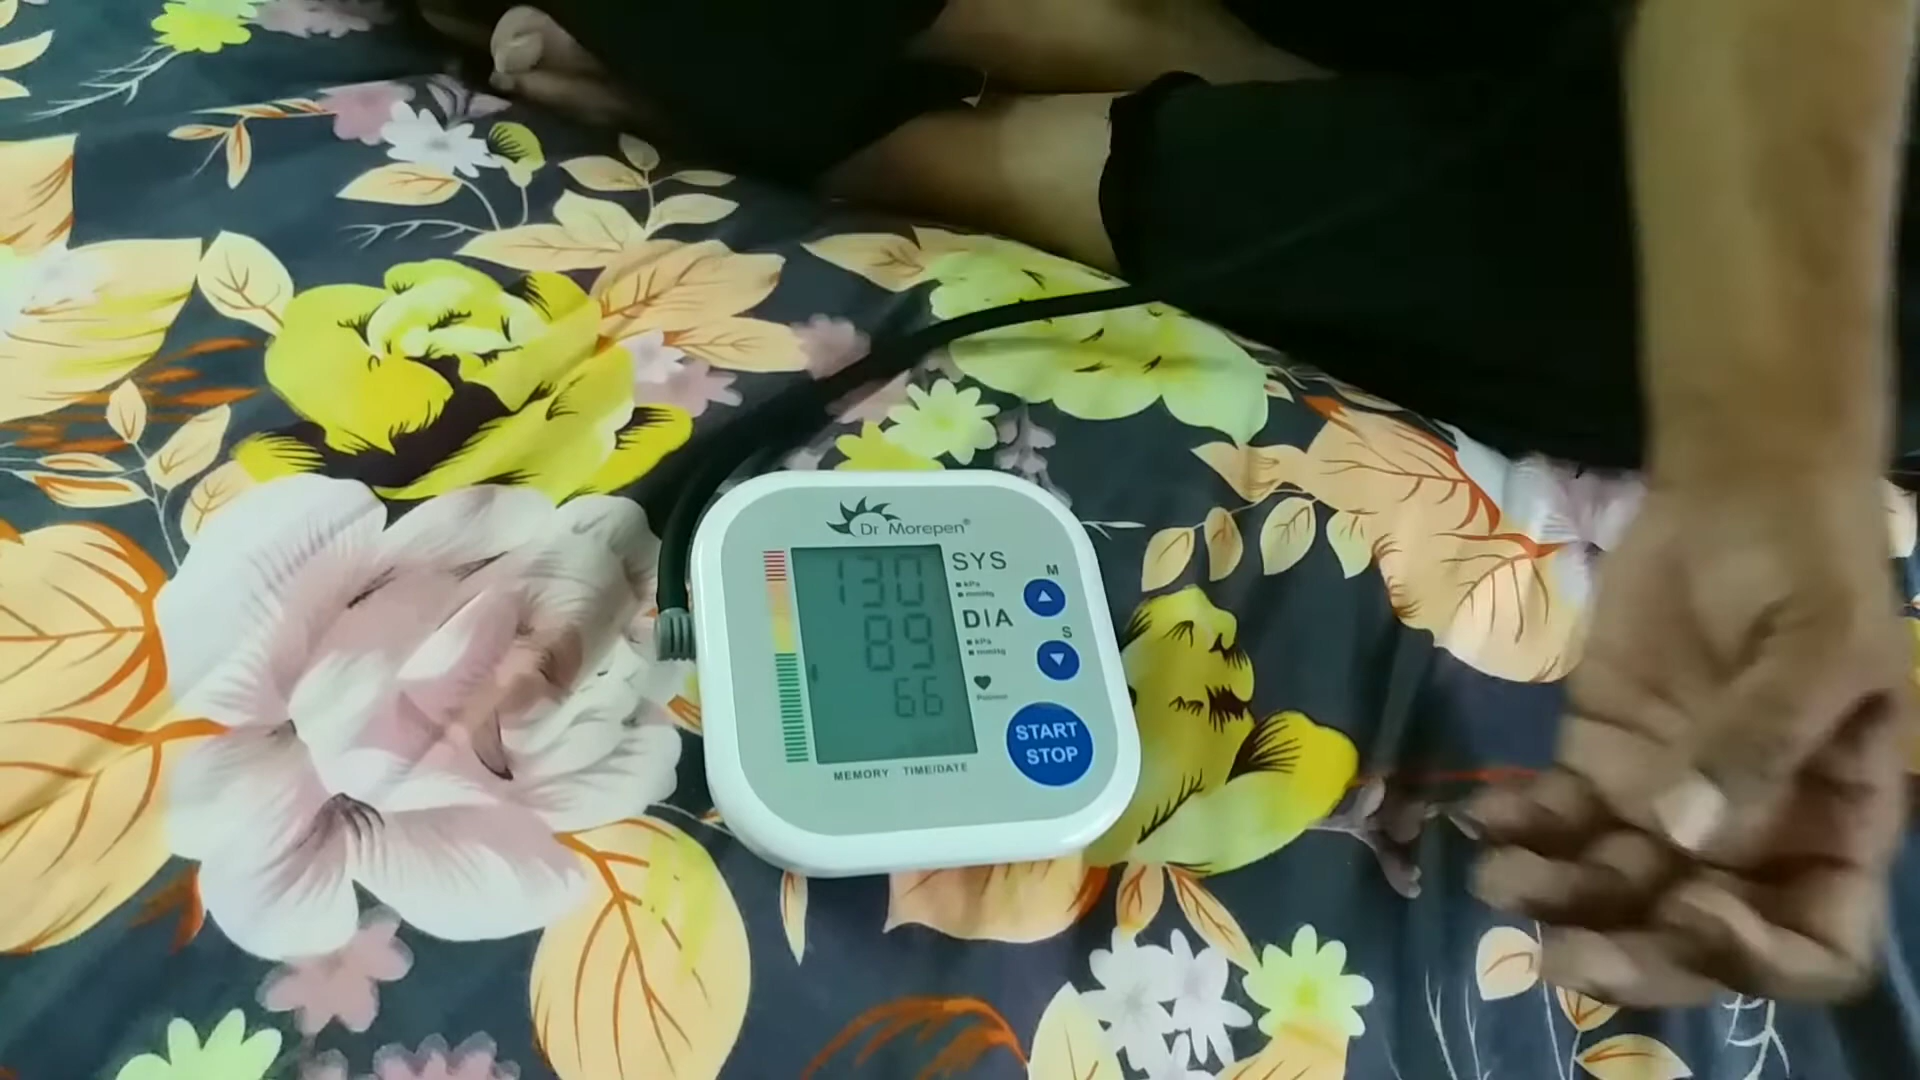 Dr. Morepen®
130
SYS
■ kPa
■ mmHg
M
89
DIA
■ kPa
■ mmHg
S
66
START
STOP
MEMORY TIME/DATE